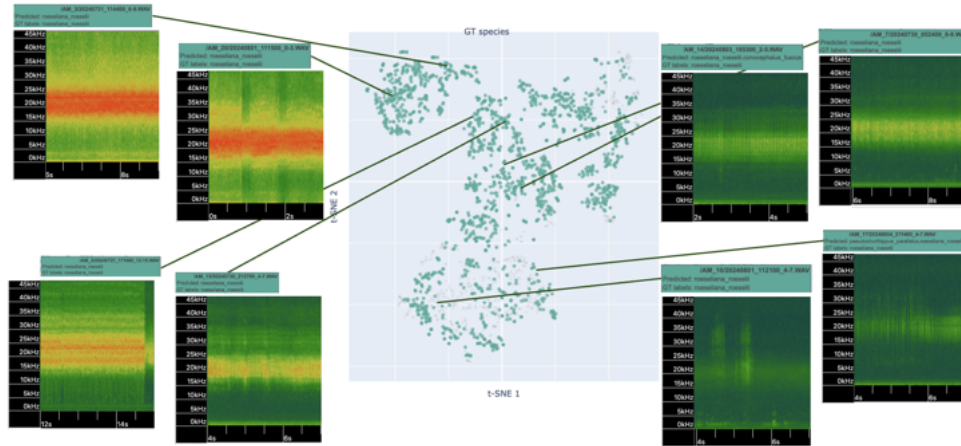 GT species
t-SNE 2
t-SNE 1
/AM_20/20240801_111500_0-3.WAV
Predicted: roeseliana_roeselii
GT labels: roeseliana_roeselii
45kHz
40kHz
35kHz
30kHz
25kHz
20kHz
15kHz
10kHz
5kHz
0kHz
5s
8s
45kHz
40kHz
35kHz
30kHz
25kHz
20kHz
15kHz
10kHz
5kHz
0kHz
0s
2s
45kHz
40kHz
35kHz
30kHz
25kHz
20kHz
15kHz
10kHz
5kHz
0kHz
2s
4s
45kHz
40kHz
35kHz
30kHz
25kHz
20kHz
15kHz
10kHz
5kHz
0kHz
6s
8s
45kHz
40kHz
35kHz
30kHz
25kHz
20kHz
15kHz
10kHz
5kHz
0kHz
12s
14s
45kHz
40kHz
35kHz
30kHz
25kHz
20kHz
15kHz
10kHz
5kHz
0kHz
4s
6s
/AM_16/20240801_112100_4-7.WAV
Predicted: roeseliana_roeselii
GT labels: roeseliana_roeselii
45kHz
40kHz
35kHz
30kHz
25kHz
20kHz
15kHz
10kHz
5kHz
0kHz
4s
6s
45kHz
40kHz
35kHz
30kHz
25kHz
20kHz
15kHz
10kHz
5kHz
0kHz
4s
6s